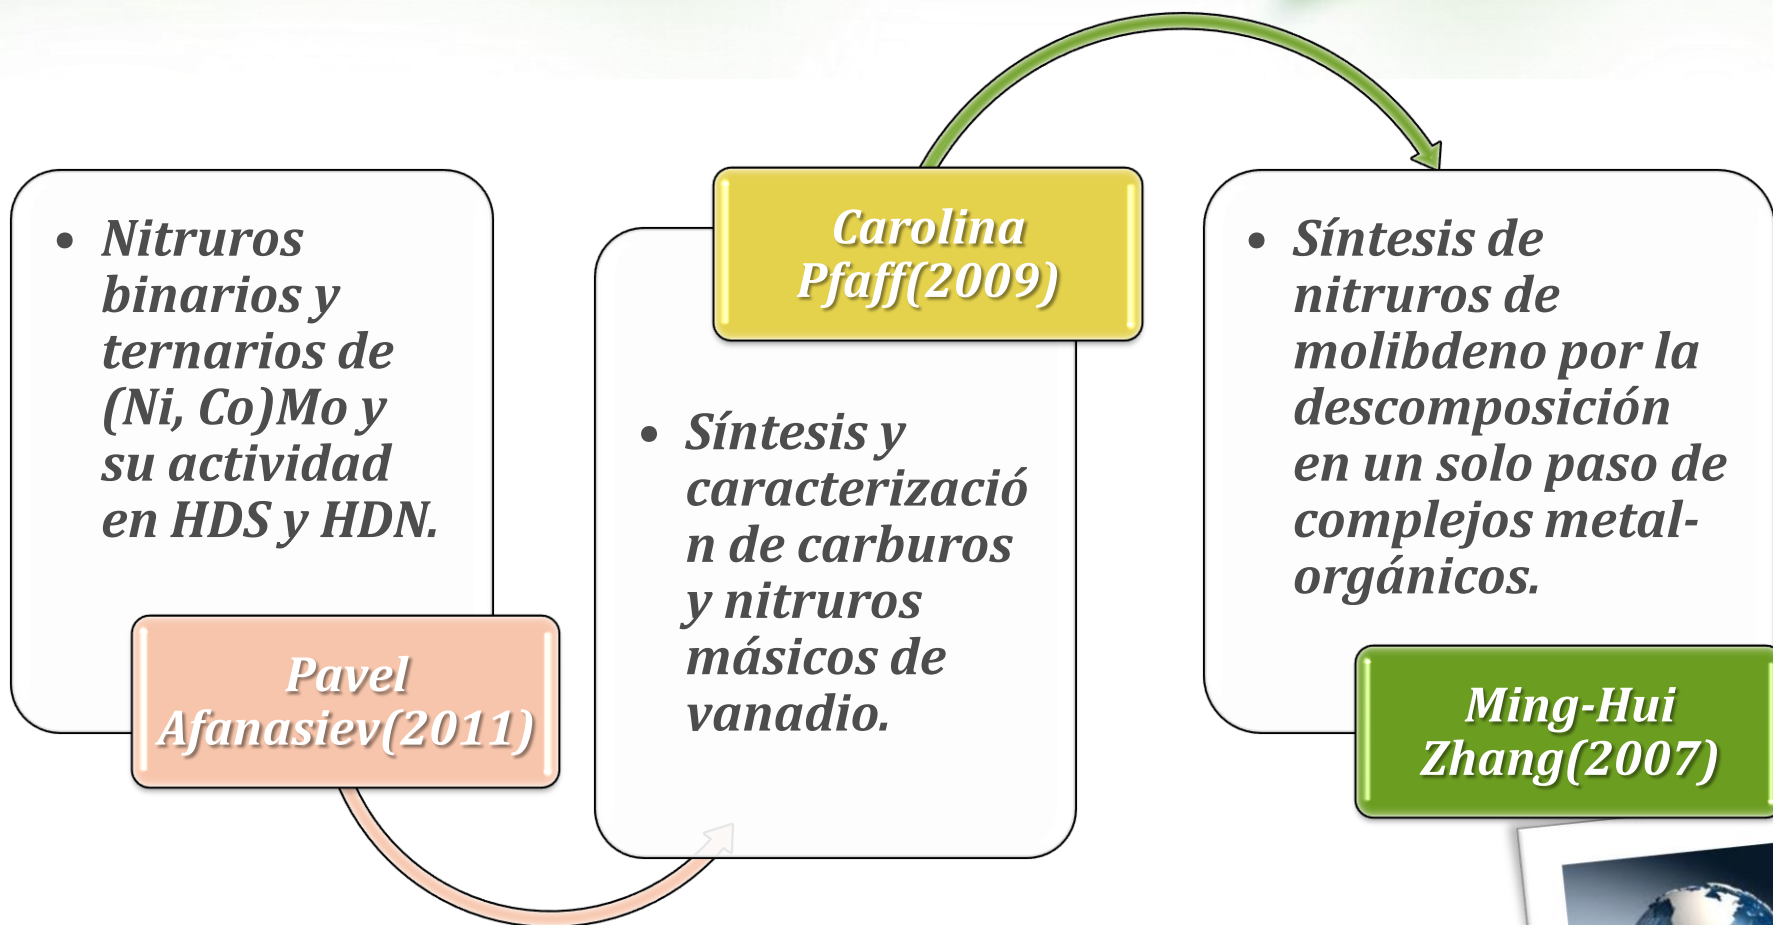 • Nitruros
binarios y
ternarios de
(Ni, Co)Mo y
su actividad
en HDS y HDN.
Pavel
Afanasiev(2011)
Carolina
Pfaff(2009)
• Síntesis y
caracterizació
n de carburos
y nitruros
másicos de
vanadio.
• Síntesis de
nitruros de
molibdeno por la
descomposición
en un solo paso de
complejos metal-
orgánicos.
Ming-Hui
Zhang(2007)